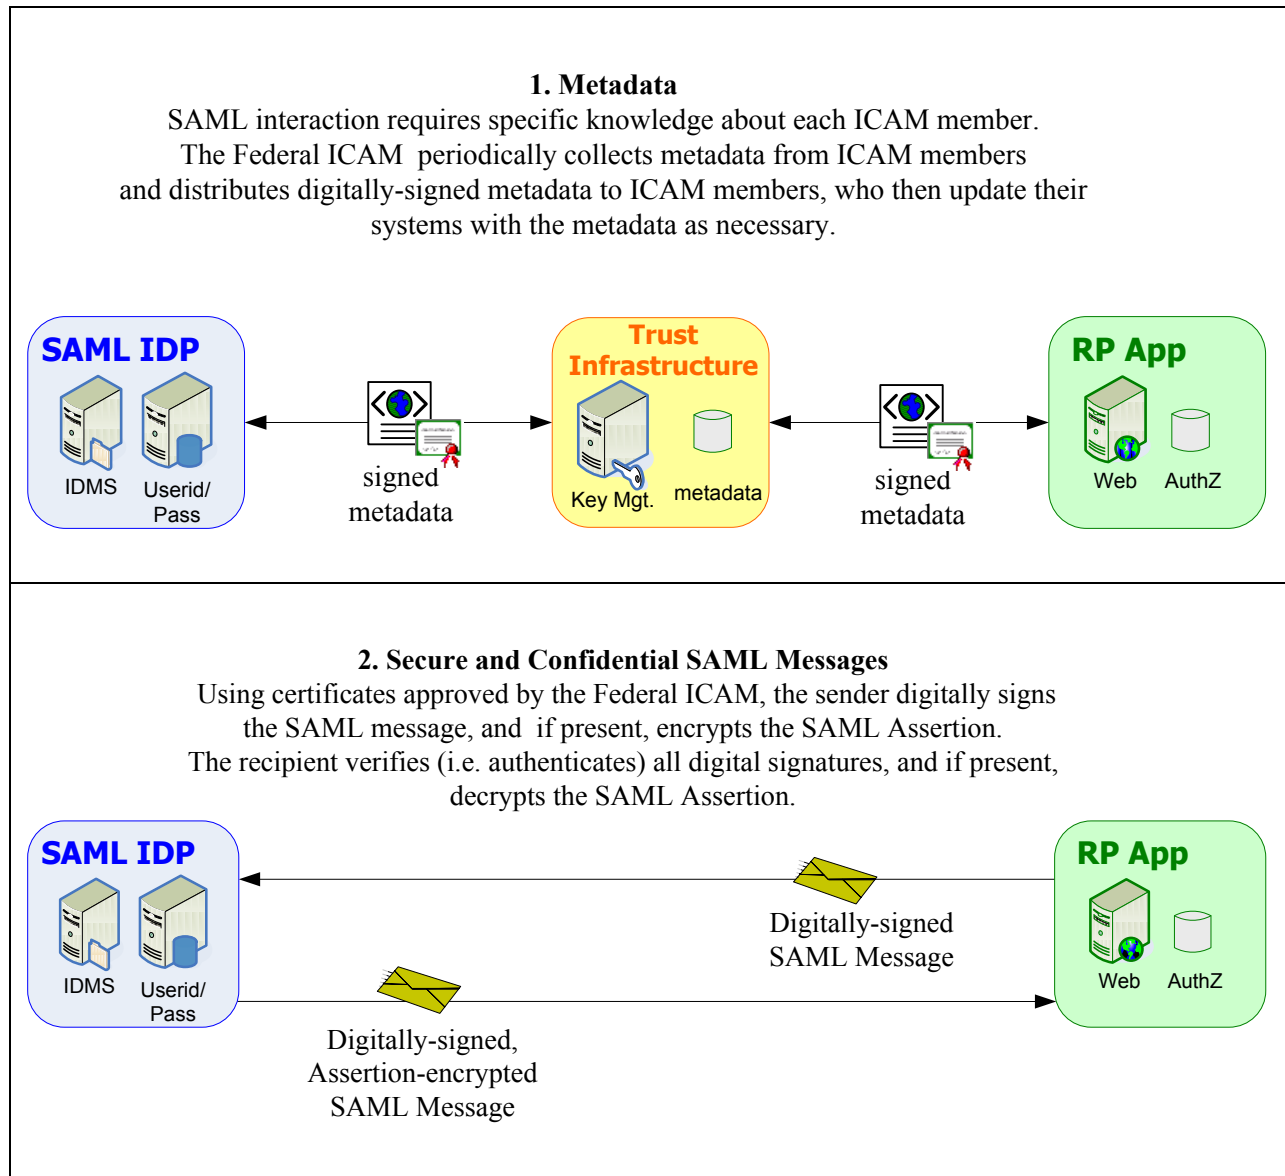 1. Metadata
SAML interaction requires specific knowledge about each ICAM member.
The Federal ICAM periodically collects metadata from ICAM members
and distributes digitally-signed metadata to ICAM members, who then update their
systems with the metadata as necessary.
SAML IDP
IDMS
Userid/
Pass
signed
metadata
Trust
Infrastructure
Key Mgt.
metadata
signed
metadata
RP App
Web
AuthZ
2. Secure and Confidential SAML Messages
Using certificates approved by the Federal ICAM, the sender digitally signs
the SAML message, and if present, encrypts the SAML Assertion.
The recipient verifies (i.e. authenticates) all digital signatures, and if present,
decrypts the SAML Assertion.
SAML IDP
IDMS
Userid/
Pass
Digitally-signed
SAML Message
RP App
Web
AuthZ
Digitally-signed,
Assertion-encrypted
SAML Message